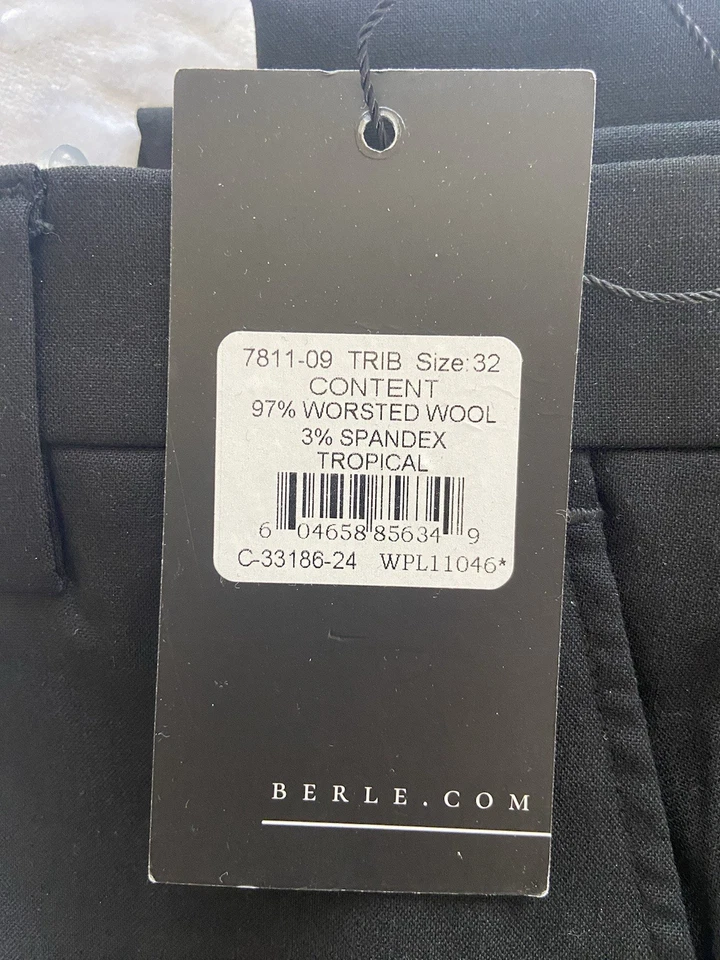 7811-09 TRIB Size:32
CONTENT
97% WORSTED WOOL
3% SPANDEX
TROPICAL
6 04658 85634 9
C-33186-24 WPL11046*
BERLE.COM